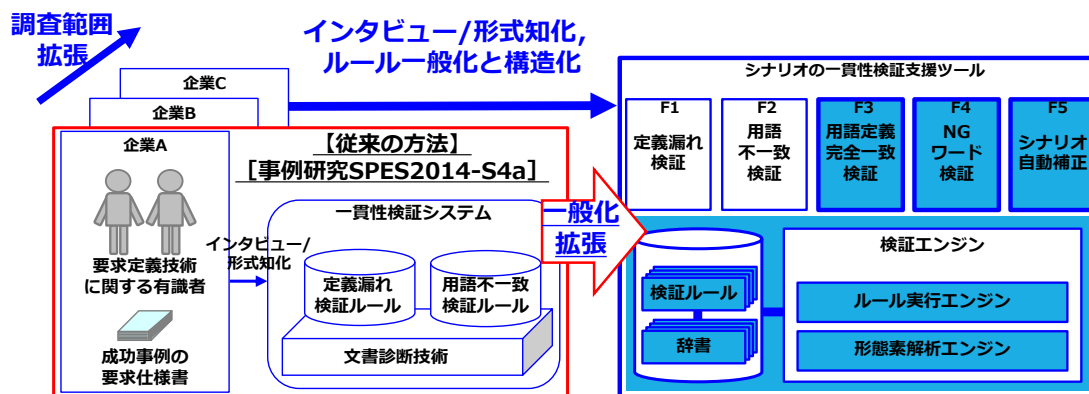 調査範囲
拡張
インタビュー/形式知化,
ルール一般化と構造化
企業C
企業B
企業A
【従来の方法】
[事例研究SPES2014-S4a]
要求定義技術
に関する有識者
成功事例の
要求仕様書
インタビュー/
形式知化
一貫性検証システム
定義漏れ
検証ルール
用語不一致
検証ルール
文書診断技術
一般化
拡張
シナリオの一貫性検証支援ツール
F1
定義漏れ
検証
F2
用語
不一致
検証
F3
用語定義
完全一致
検証
F4
NG
ワード
検証
F5
シナリオ
自動補正
検証ルール
辞書
検証エンジン
ルール実行エンジン
形態素解析エンジン